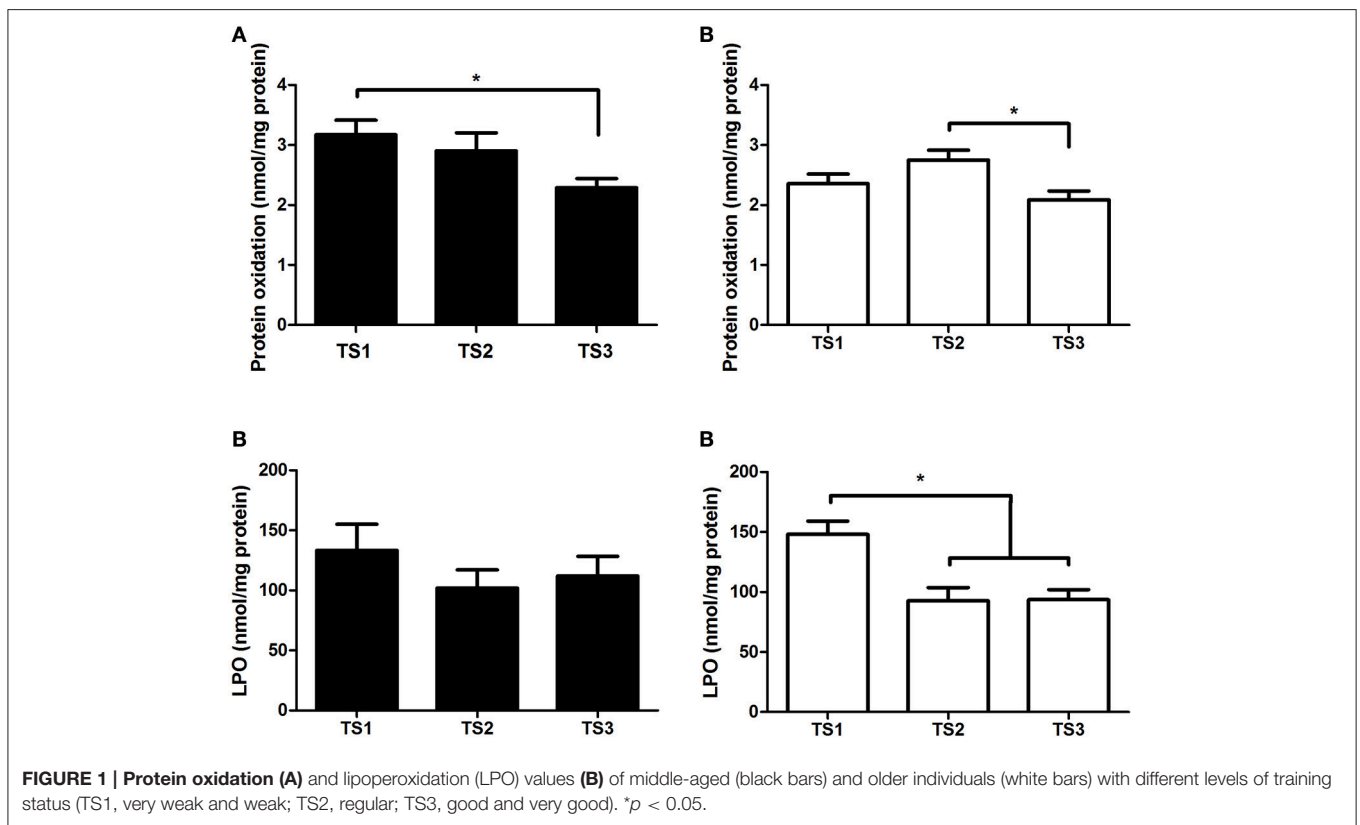 A
Protein oxidation (nmol/mg protein)
4
3
2
1
0
*
TS1 TS2 TS3
B
Protein oxidation (nmol/mg protein)
4
3
2
1
0
*
TS1 TS2 TS3
B
LPO (nmol/mg protein)
200
150
100
50
0
TS1 TS2 TS3
B
LPO (nmol/mg protein)
200
150
100
50
0
*
TS1 TS2 TS3
FIGURE 1 | Protein oxidation (A) and lipoperoxidation (LPO) values (B) of middle-aged (black bars) and older individuals (white bars) with different levels of training
status (TS1, very weak and weak; TS2, regular; TS3, good and very good). *p < 0.05.